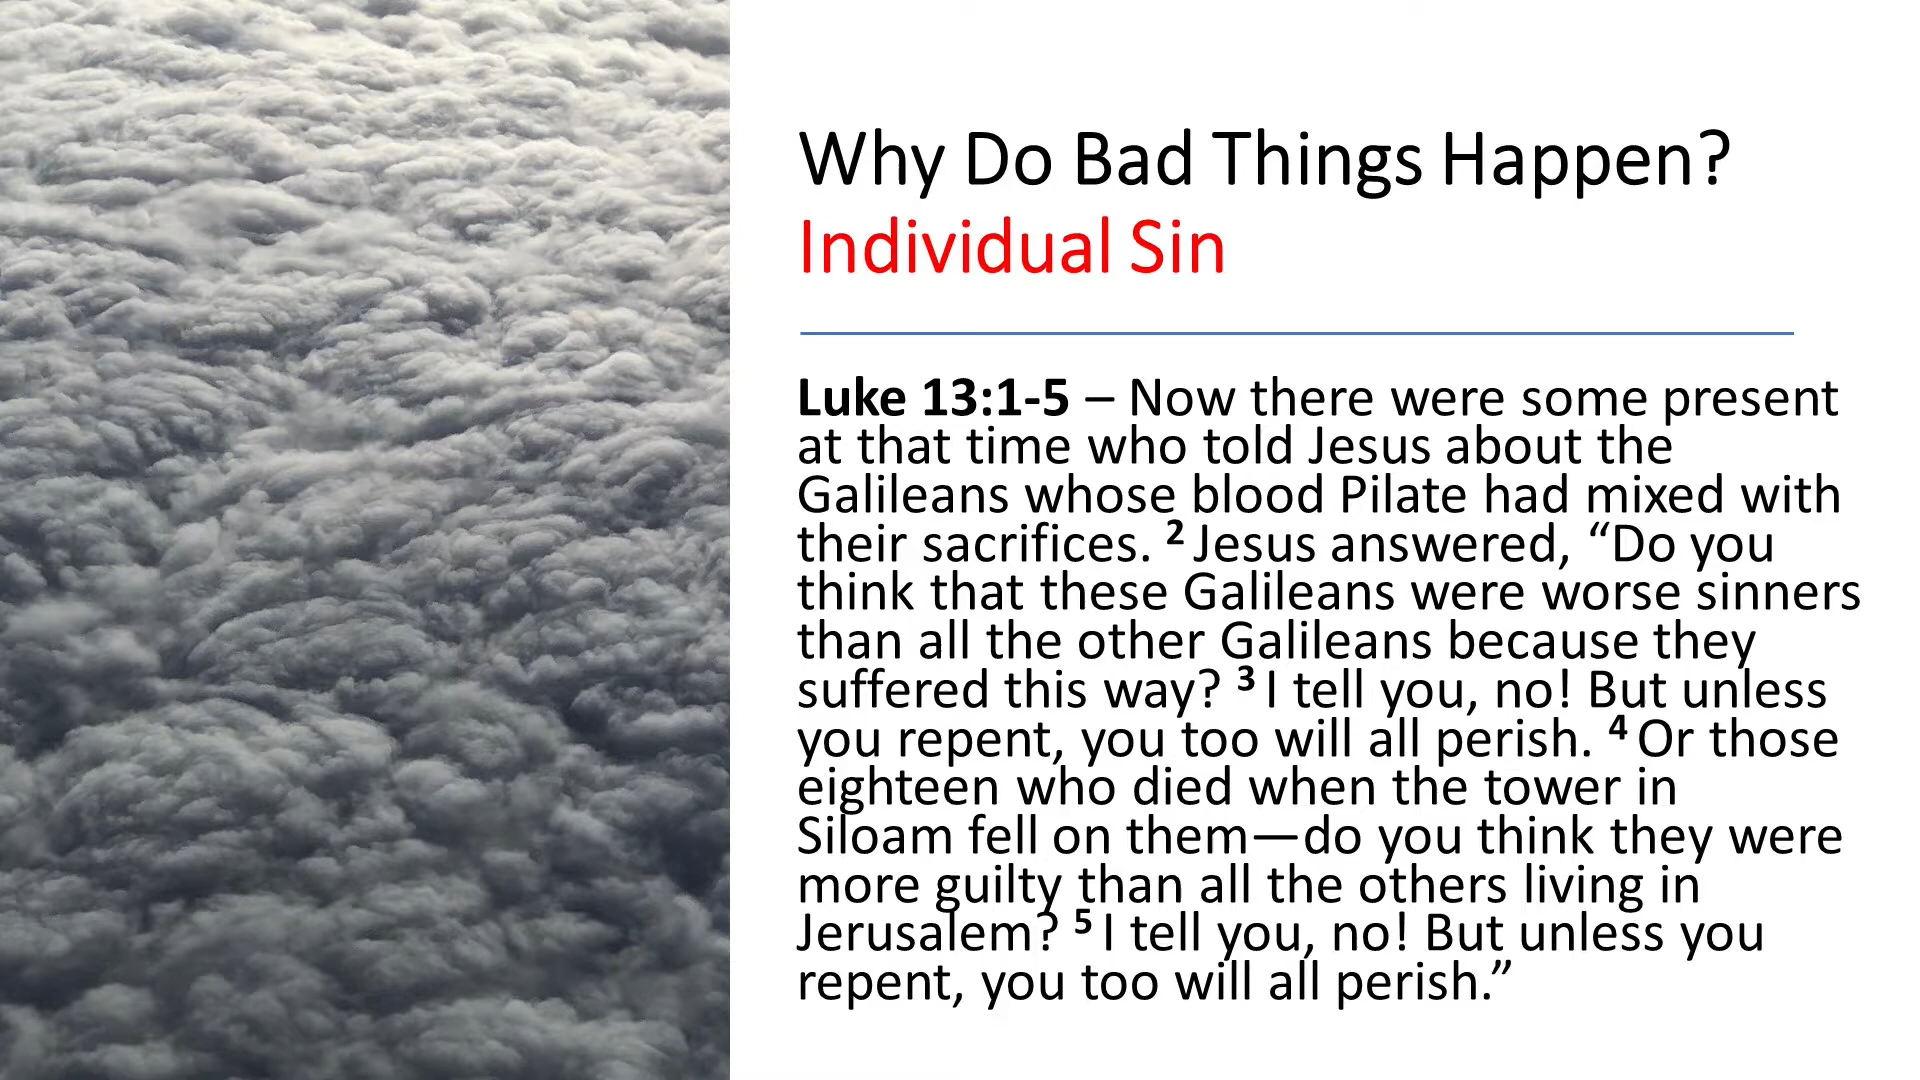 Why Do Bad Things Happen?
Individual Sin
Luke 13:1-5 – Now there were some present
at that time who told Jesus about the
Galileans whose blood Pilate had mixed with
their sacrifices. ² Jesus answered, “Do you
think that these Galileans were worse sinners
than all the other Galileans because they
suffered this way? ³ I tell you, no! But unless
you repent, you too will all perish. ⁴ Or those
eighteen who died when the tower in
Siloam fell on them—do you think they were
more guilty than all the others living in
Jerusalem? ⁵ I tell you, no! But unless you
repent, you too will all perish.”